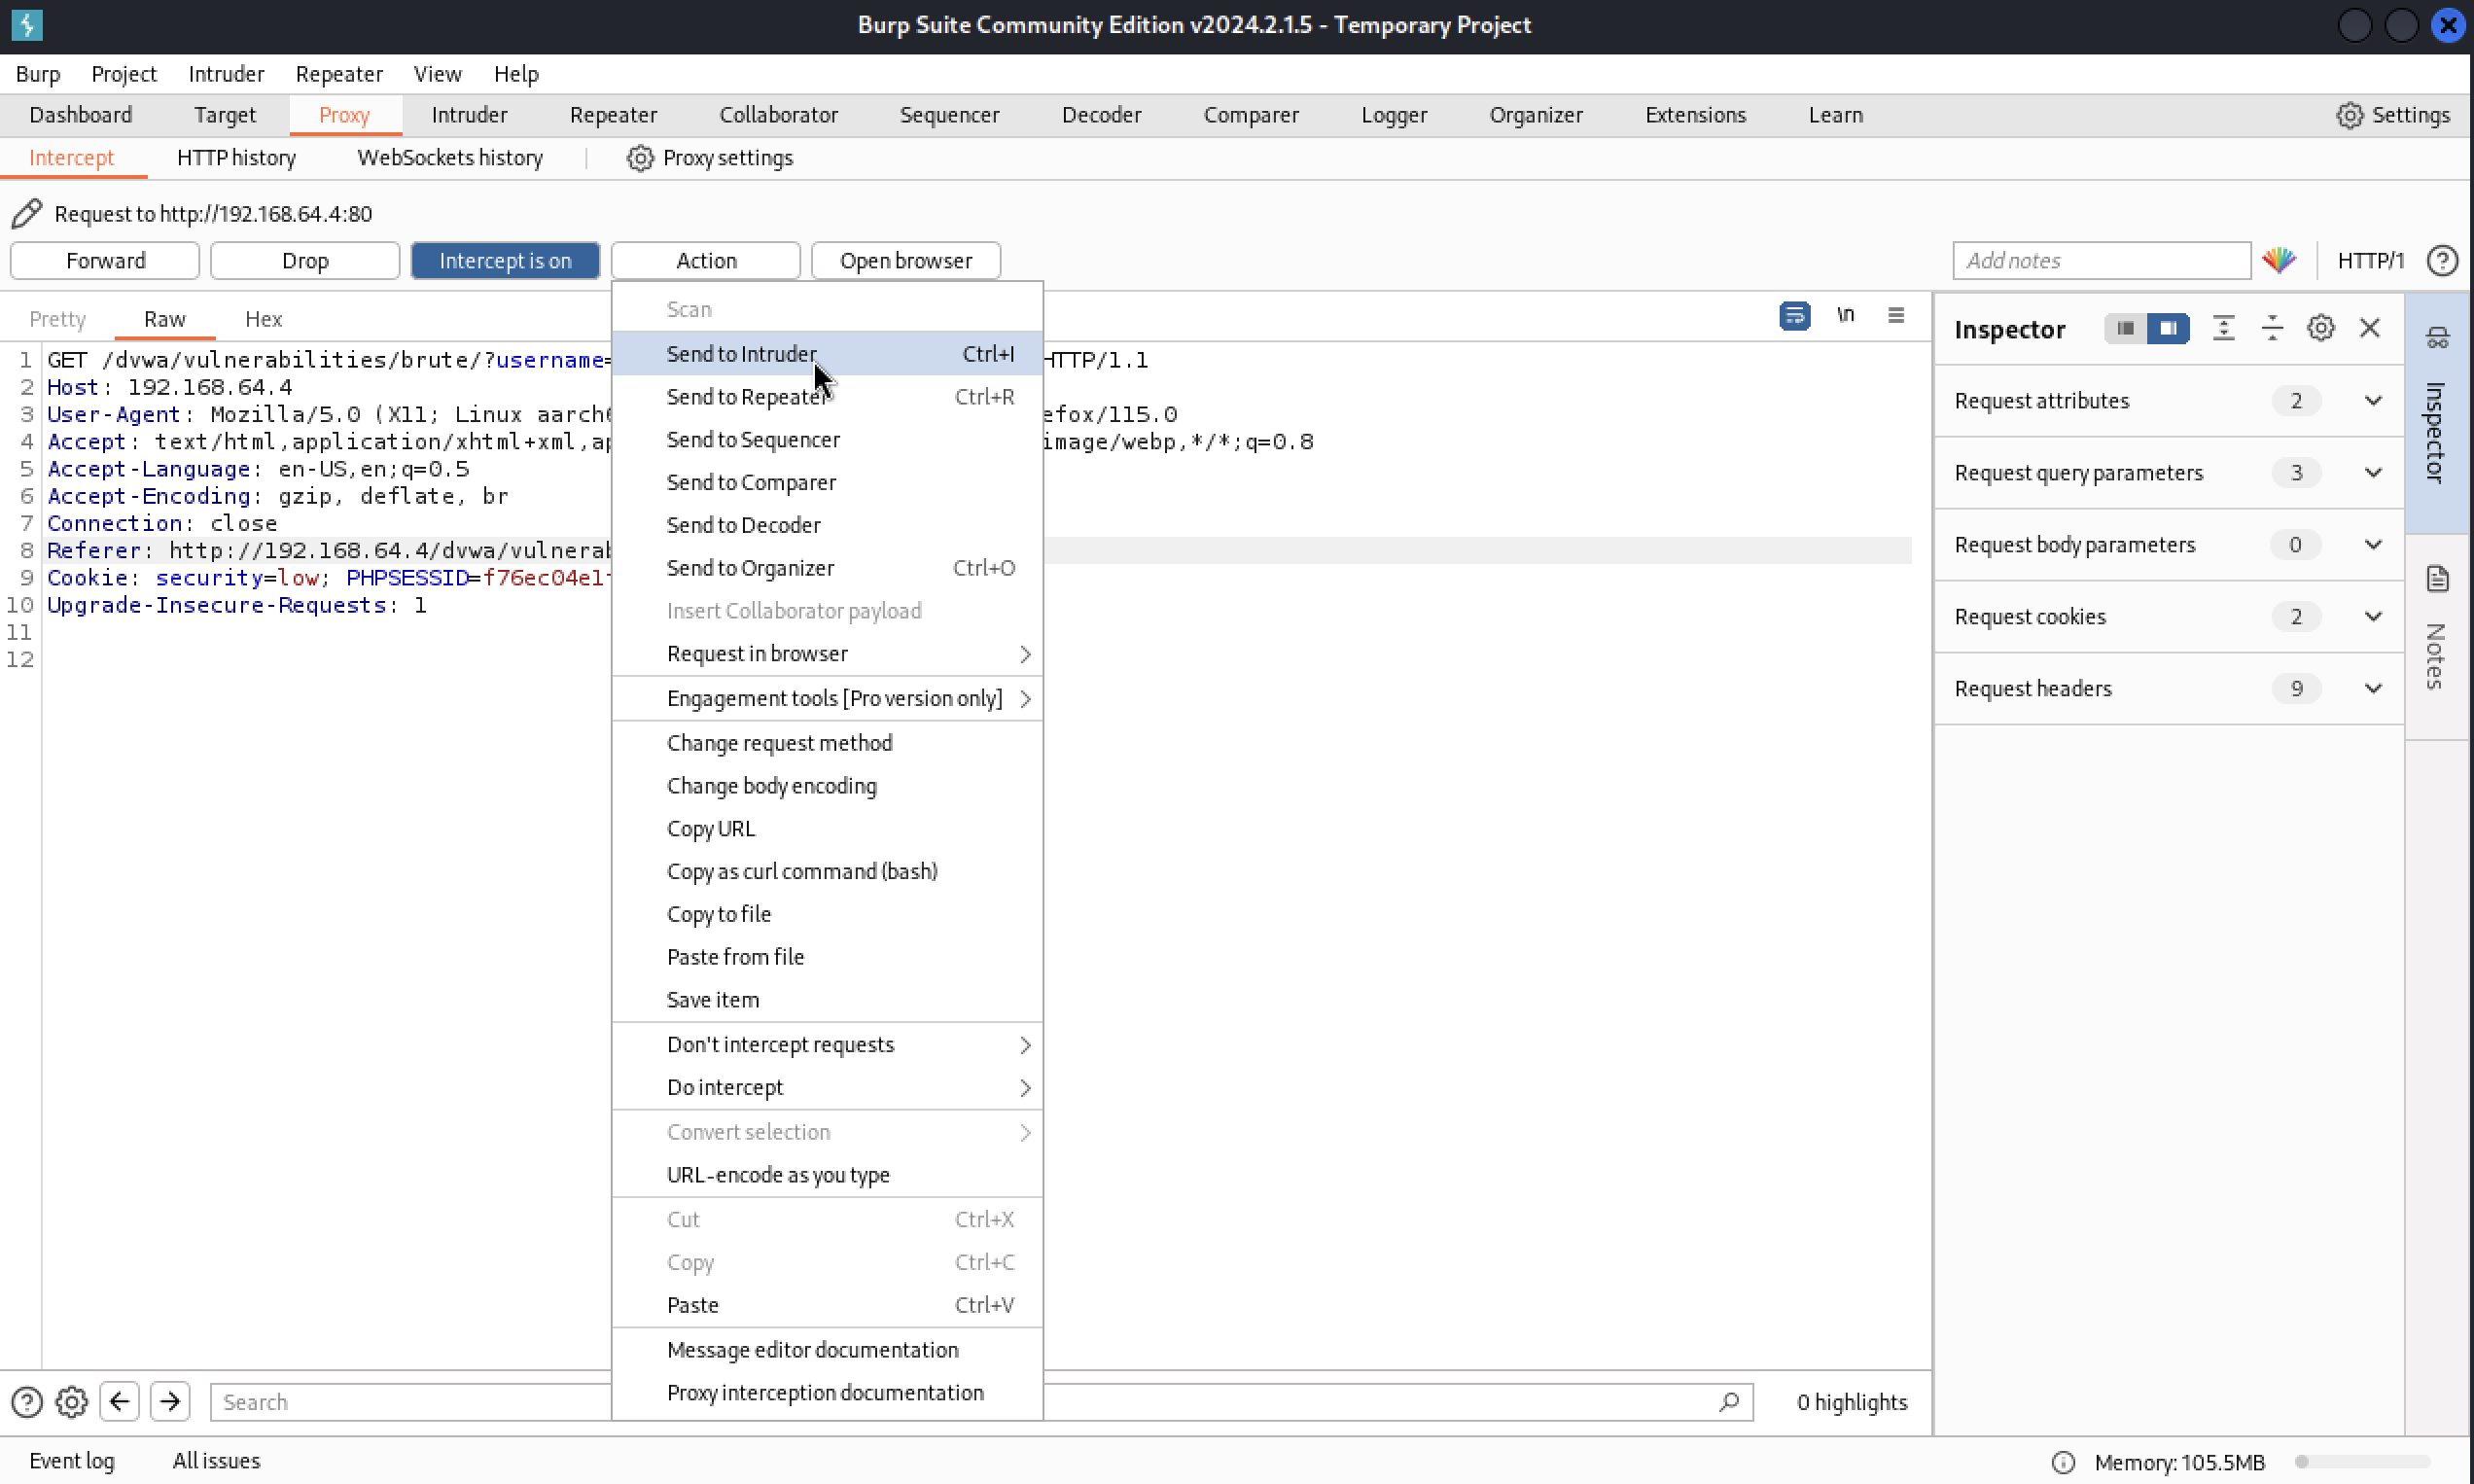 Burp Suite Community Edition v2024.2.1.5 - Temporary Project
Burp Project Intruder Repeater View Help
Dashboard Target Proxy Intruder Repeater Collaborator Sequencer Decoder Comparer Logger Organizer Extensions Learn Settings
Intercept HTTP history WebSockets history Proxy settings
Request to http://192.168.64.4:80
Forward Drop Intercept is on Action Open browser Add notes HTTP/1 ?
Pretty Raw Hex \n
1 GET /dvwa/vulnerabilities/brute/?username= HTTP/1.1
2 Host: 192.168.64.4
3 User-Agent: Mozilla/5.0 (X11; Linux aarch6 efox/115.0
4 Accept: text/html,application/xhtml+xml,ap image/webp,*/*;q=0.8
5 Accept-Language: en-US,en;q=0.5
6 Accept-Encoding: gzip, deflate, br
7 Connection: close
8 Referer: http://192.168.64.4/dvwa/vulnerab
9 Cookie: security=low; PHPSESSID=f76ec04e1
10 Upgrade-Insecure-Requests: 1
11
12
Scan
Send to Intruder Ctrl+I
Send to Repeater Ctrl+R
Send to Sequencer
Send to Comparer
Send to Decoder
Send to Organizer Ctrl+O
Insert Collaborator payload
Request in browser
Engagement tools [Pro version only]
Change request method
Change body encoding
Copy URL
Copy as curl command (bash)
Copy to file
Paste from file
Save item
Don't intercept requests
Do intercept
Convert selection
URL-encode as you type
Cut Ctrl+X
Copy Ctrl+C
Paste Ctrl+V
Message editor documentation
Proxy interception documentation
Inspector
Request attributes 2
Request query parameters 3
Request body parameters 0
Request cookies 2
Request headers 9
Inspector
Notes
? Search 0 highlights
Event log All issues Memory: 105.5MB